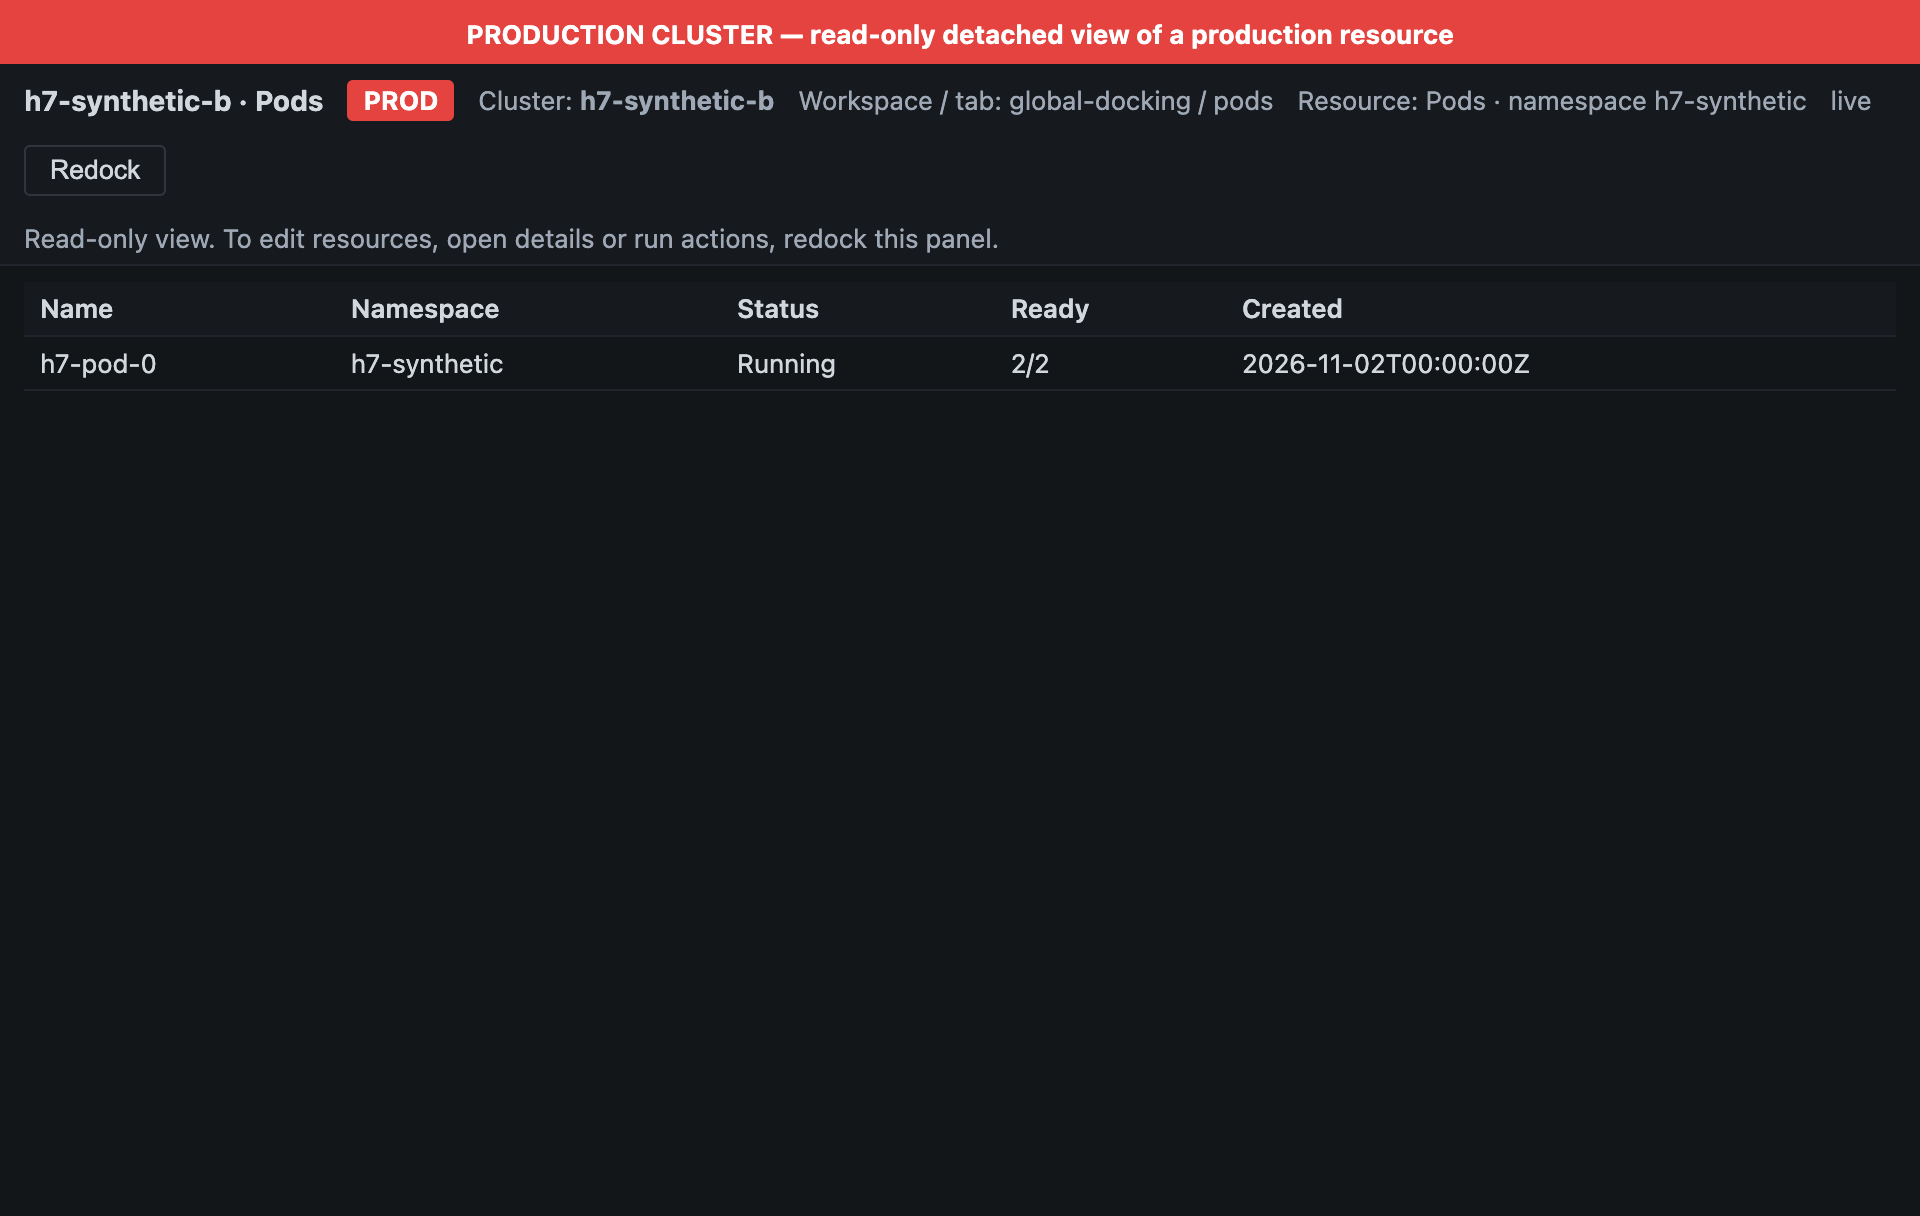 PRODUCTION CLUSTER — read-only detached view of a production resource
h7-synthetic-b · Pods PROD Cluster: h7-synthetic-b Workspace / tab: global-docking / pods Resource: Pods · namespace h7-synthetic live
Redock
Read-only view. To edit resources, open details or run actions, redock this panel.
Name Namespace Status Ready Created
h7-pod-0 h7-synthetic Running 2/2 2026-11-02T00:00:00Z